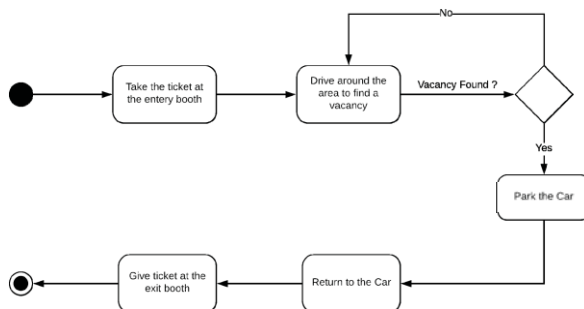 No
Take the ticket at
the entery booth
Drive around the
area to find a
vacancy
Vacancy Found ?
Yes
Park the Car
Give ticket at the
exit booth
Return to the Car